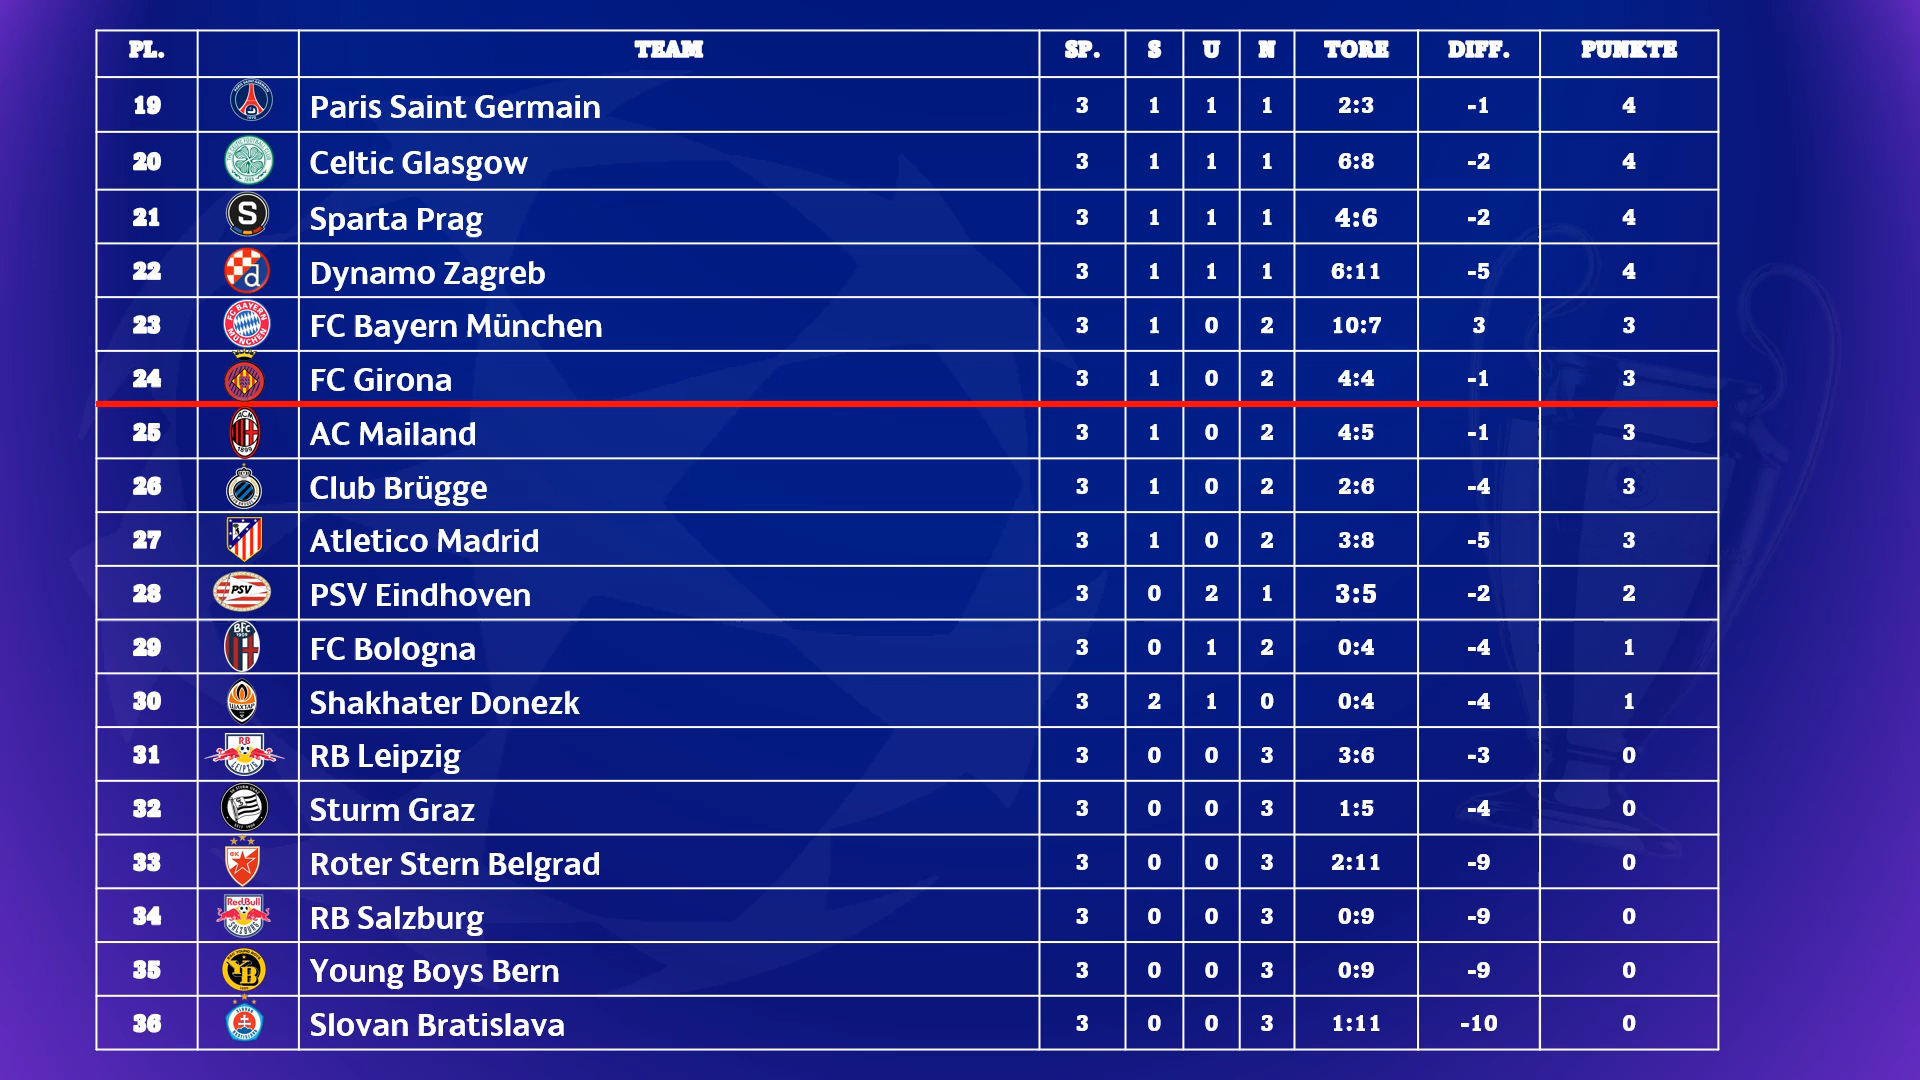 PL. TEAM SP. S U N TORE DIFF. PUNKTE
19 Paris Saint Germain 3 1 1 1 2:3 -1 4
20 Celtic Glasgow 3 1 1 1 6:8 -2 4
21 Sparta Prag 3 1 1 1 4:6 -2 4
22 Dynamo Zagreb 3 1 1 1 6:11 -5 4
23 FC Bayern München 3 1 0 2 10:7 3 3
24 FC Girona 3 1 0 2 4:4 -1 3
25 AC Mailand 3 1 0 2 4:5 -1 3
26 Club Brügge 3 1 0 2 2:6 -4 3
27 Atletico Madrid 3 1 0 2 3:8 -5 3
28 PSV PSV Eindhoven 3 0 2 1 3:5 -2 2
29 BFC FC Bologna 3 0 1 2 0:4 -4 1
30 Shakhater Donezk 3 2 1 0 0:4 -4 1
31 RB LEIPZIG RB Leipzig 3 0 0 3 3:6 -3 0
32 Sturm Graz 3 0 0 3 1:5 -4 0
33 Roter Stern Belgrad 3 0 0 3 2:11 -9 0
34 Red Bull SALZBURG RB Salzburg 3 0 0 3 0:9 -9 0
35 YB Young Boys Bern 3 0 0 3 0:9 -9 0
36 Slovan Bratislava 3 0 0 3 1:11 -10 0